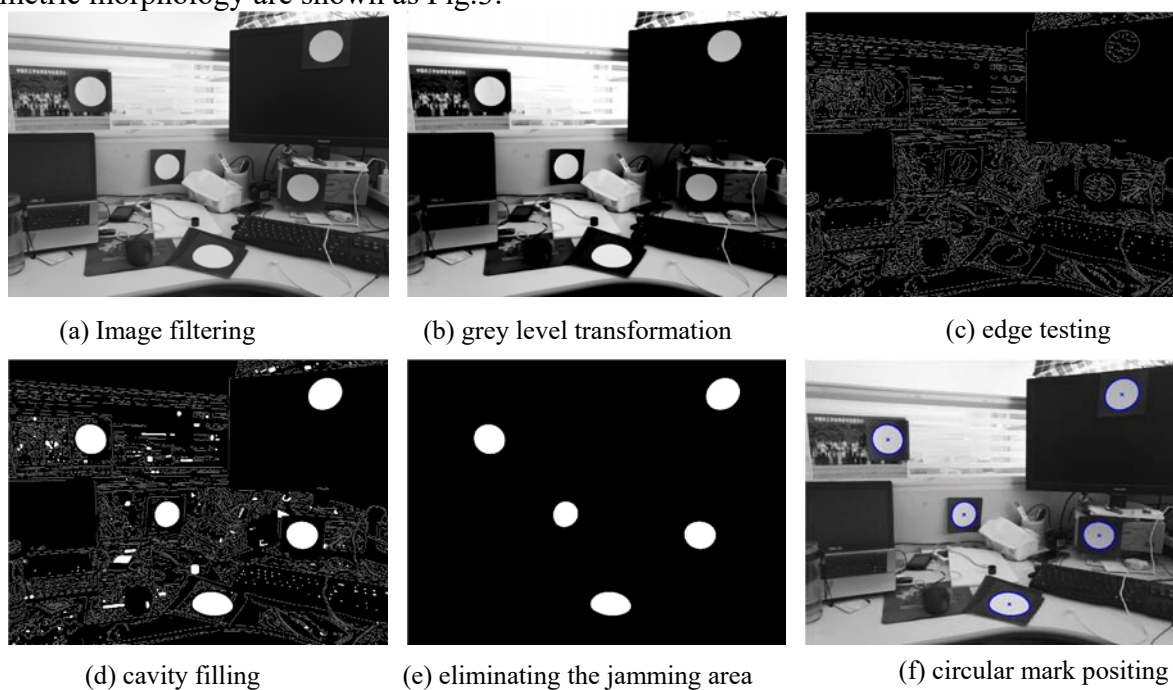 metric morphology are shown as Fig.3.
(a) Image filtering
(b) grey level transformation
(c) edge testing
(d) cavity filling
(e) eliminating the jamming area
(f) circular mark positing